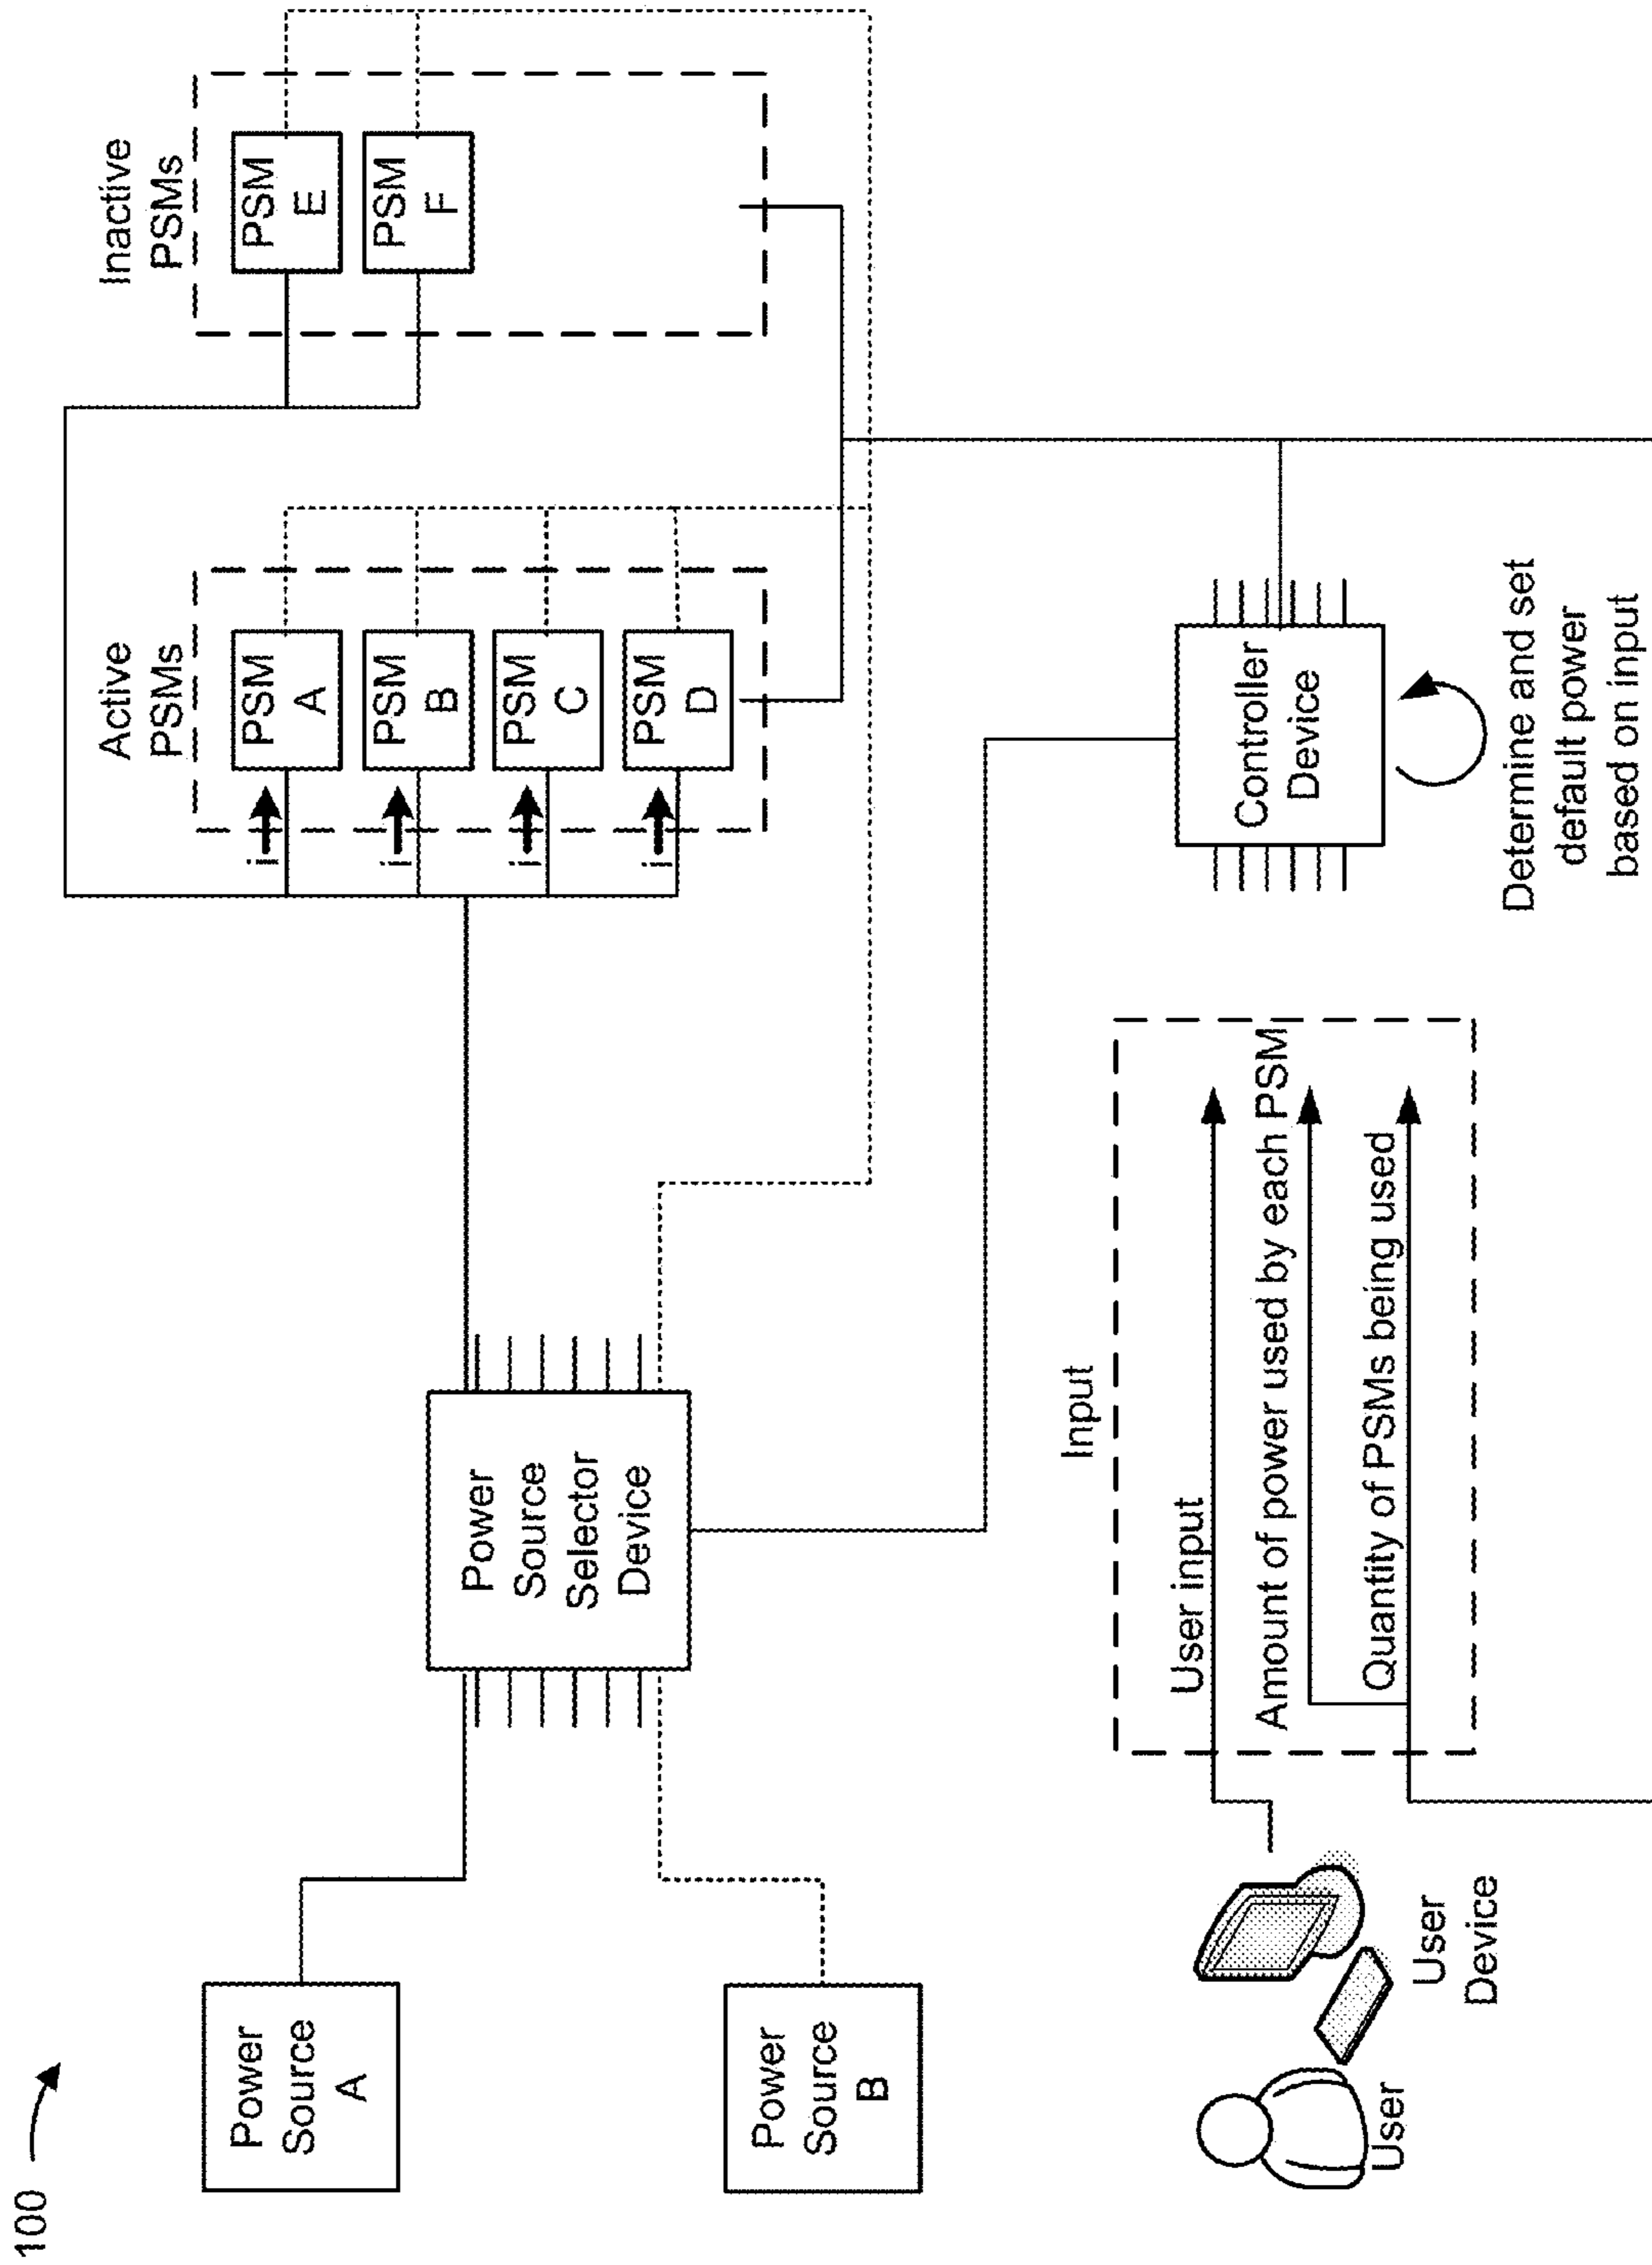 100
Power
Source
A
Power
Source
B
Power
Source
Selector
Device
Active
PSMs
i
PSM
A
i
PSM
B
i
PSM
C
i
PSM
D
Inactive
PSMs
PSM
E
PSM
F
User
User
Device
Input
User input
Amount of power used by each PSM
Quantity of PSMs being used
Controller
Device
Determine and set
default power
based on input